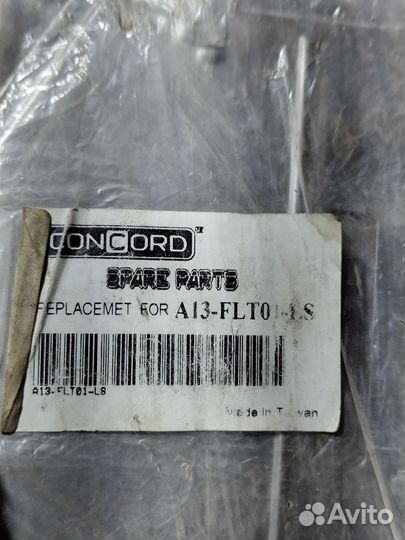 CONCORD
SPARE PARTS
REPLACEMET FOR A13-FLT01-LS
A13-FLT01-LS
Made in Taiwan
Avito